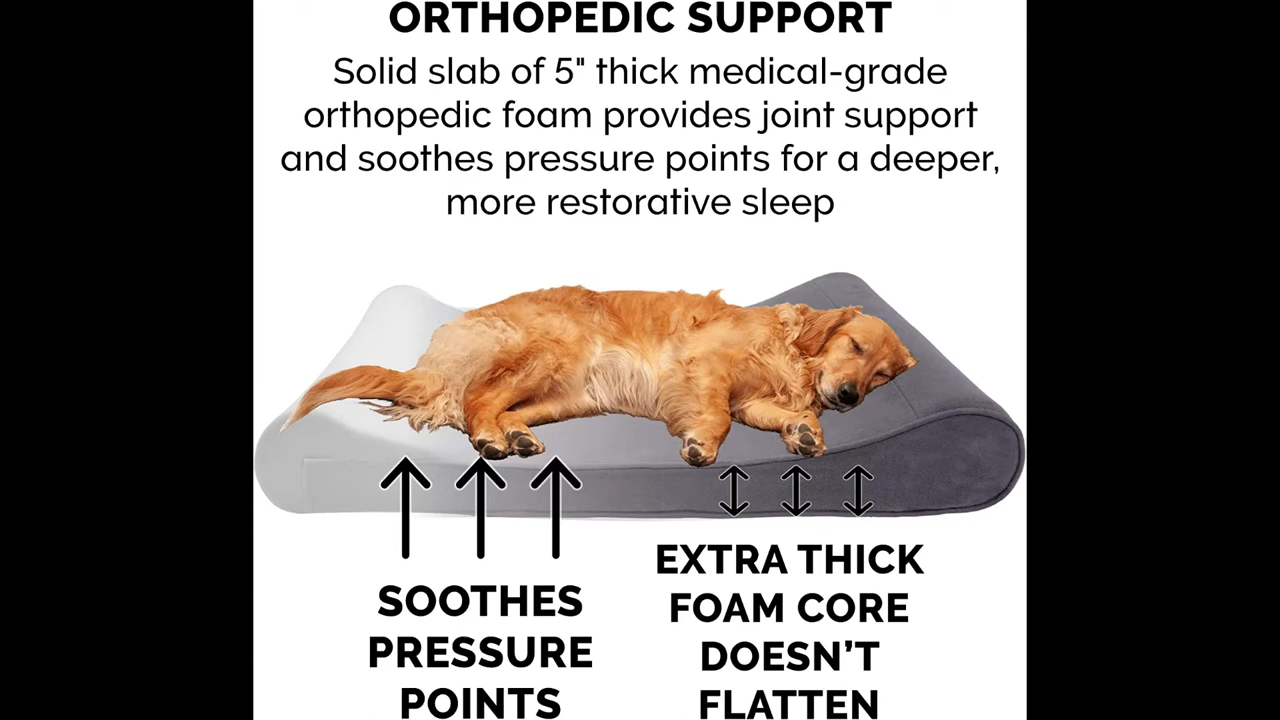 ORTHOPEDIC SUPPORT
Solid slab of 5" thick medical-grade
orthopedic foam provides joint support
and soothes pressure points for a deeper,
more restorative sleep
SOOTHES
PRESSURE
POINTS
EXTRA THICK
FOAM CORE
DOESN'T
FLATTEN